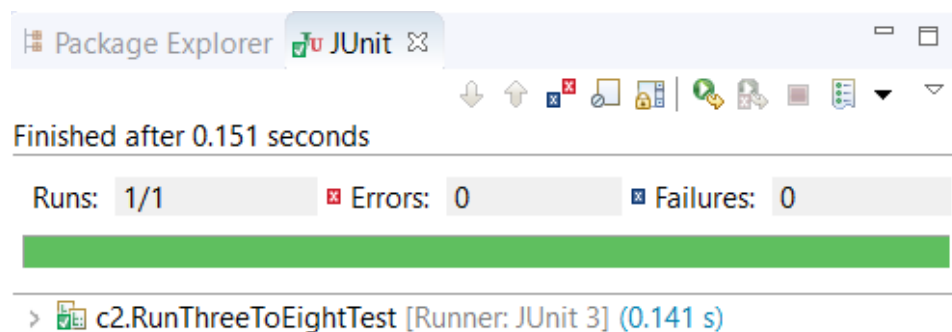 Package Explorer JUnit
Finished after 0.151 seconds
Runs: 1/1 Errors: 0 Failures: 0
c2.RunThreeToEightTest [Runner: JUnit 3] (0.141 s)